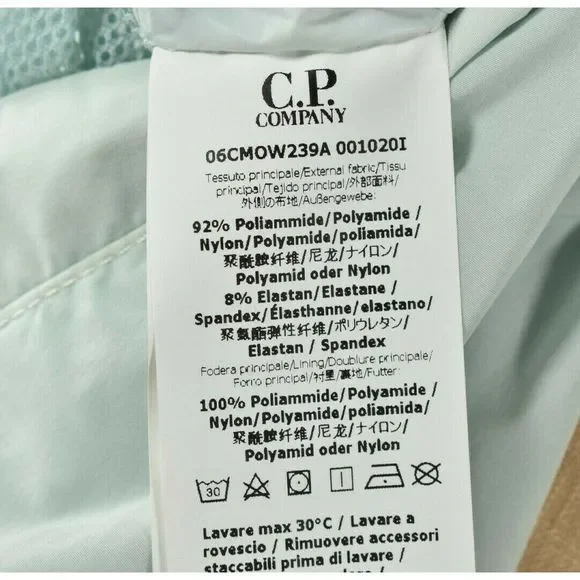 C.P.
COMPANY
06CMOW239A 001020I
Tessuto principale/External fabric/Tissu
principal/Tejido principal/外部面料/
外側の布地/Außengewebe:
92% Poliammide/Polyamide/
Nylon/Polyamide/poliamida/
聚酰胺纤维/尼龙/ナイロン/
Polyamid oder Nylon
8% Elastan/Elastane/
Spandex/Élasthanne/elastano/
聚氨酯弹性纤维/ポリウレタン/
Elastan / Spandex
Fodera principale/Lining/Doublure principale/
Forro principal/衬里/裏地/Futter:
100% Poliammide/Polyamide/
Nylon/Polyamide/poliamida/
聚酰胺纤维/尼龙/ナイロン/
Polyamid oder Nylon
30
Lavare max 30°C / Lavare a
rovescio / Rimuovere accessori
staccabili prima di lavare /